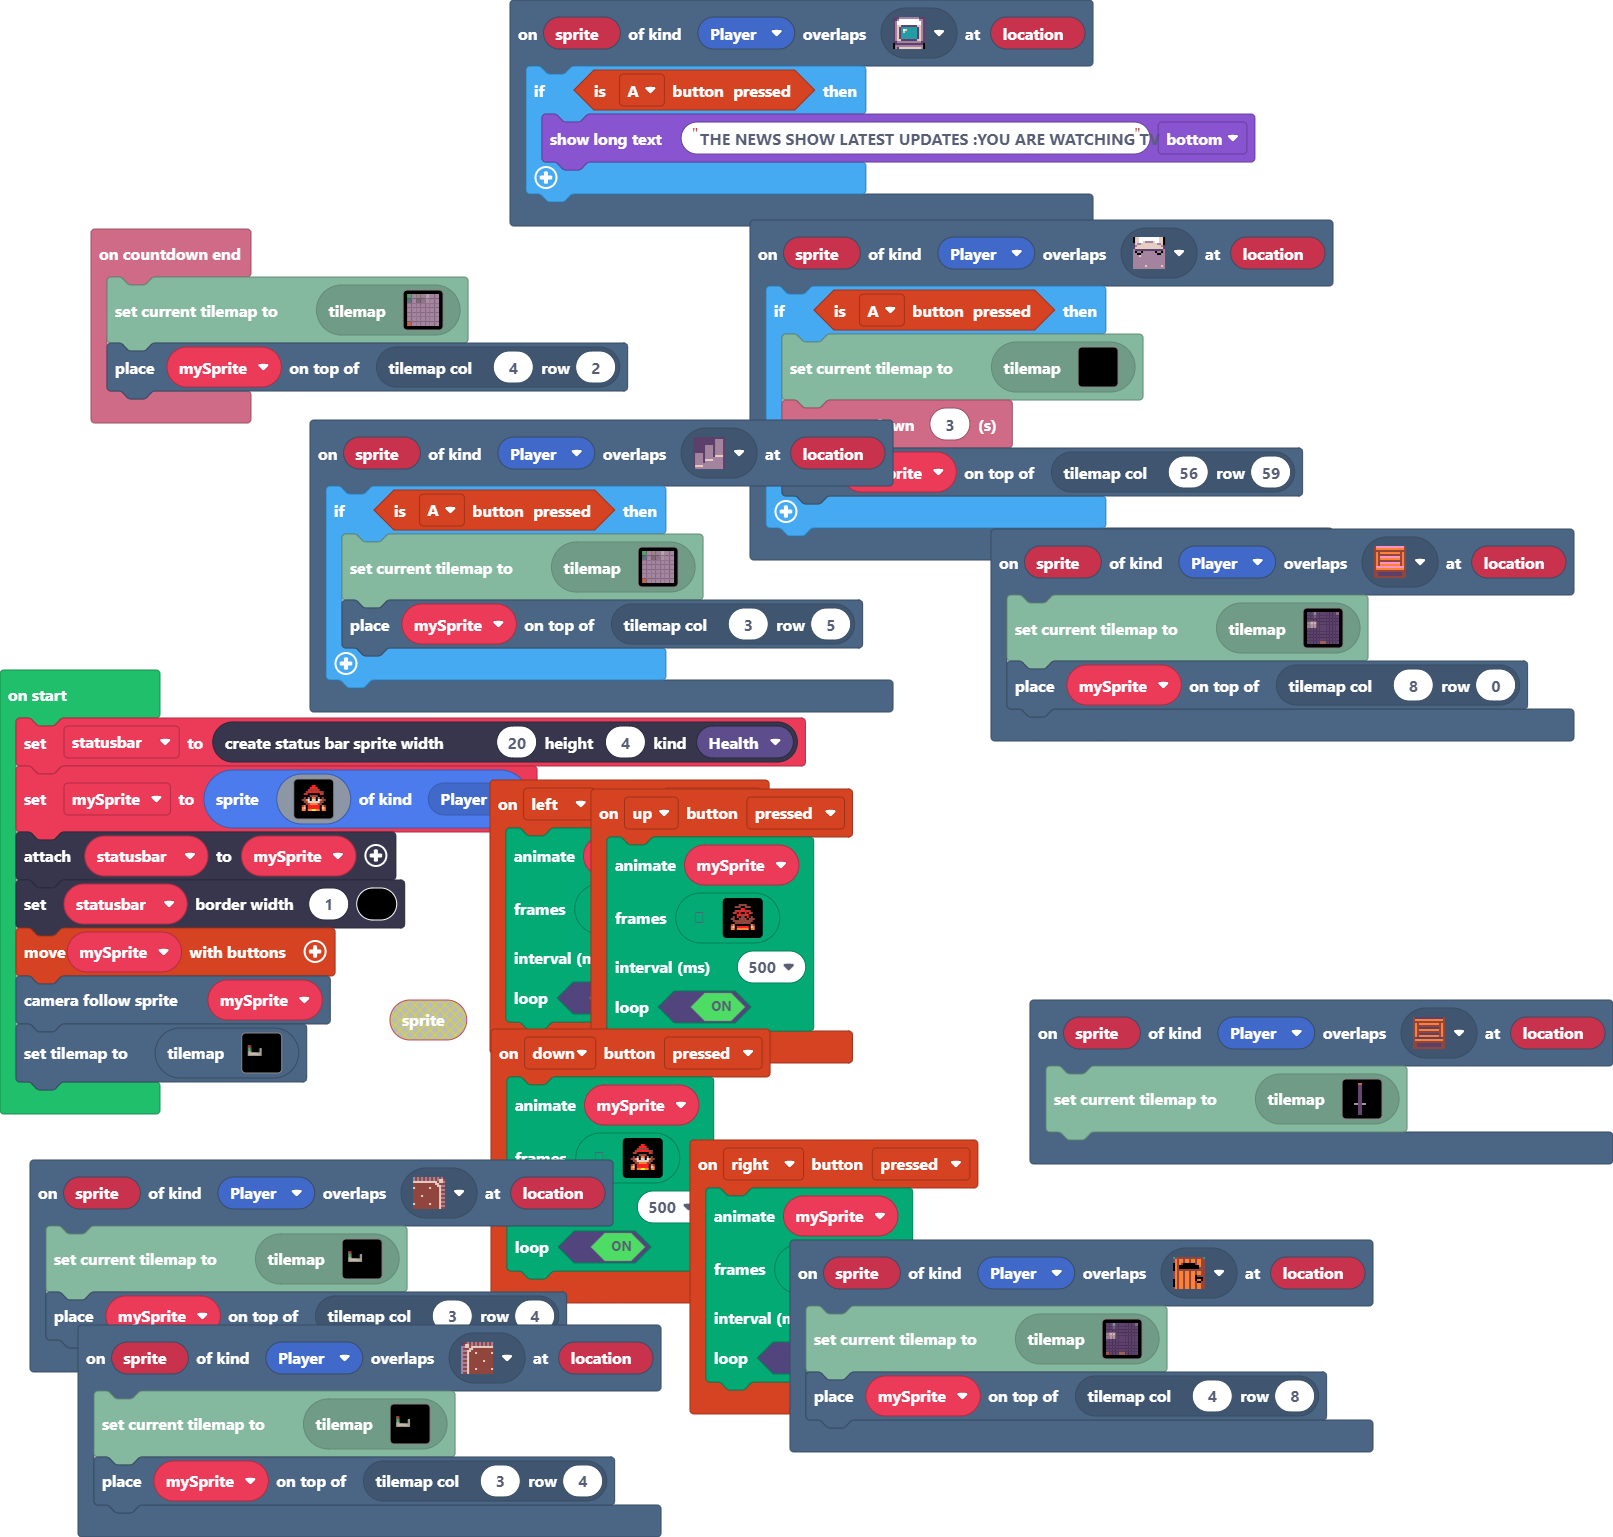 on sprite of kind Player overlaps at location
if is A button pressed then
show long text "THE NEWS SHOW LATEST UPDATES :YOU ARE WATCHING TV" bottom
on countdown end
set current tilemap to tilemap
place mySprite on top of tilemap col 4 row 2
on sprite of kind Player overlaps at location
if is A button pressed then
set current tilemap to tilemap
3 (s)
on top of tilemap col 56 row 59
on sprite of kind Player overlaps at location
if is A button pressed then
set current tilemap to tilemap
place mySprite on top of tilemap col 3 row 5
on sprite of kind Player overlaps at location
set current tilemap to tilemap
place mySprite on top of tilemap col 8 row 0
on start
set statusbar to create status bar sprite width 20 height 4 kind Health
set mySprite to sprite of kind Player
attach statusbar to mySprite
set statusbar border width 1
move mySprite with buttons
camera follow sprite mySprite
set tilemap to tilemap
sprite
on left
animate
frames
interval
loop
on up button pressed
animate mySprite
frames
interval (ms) 500
loop ON
on down button pressed
animate mySprite
frames
500
loop ON
on sprite of kind Player overlaps at location
set current tilemap to tilemap
on right button pressed
animate mySprite
frames
interval
loop
on sprite of kind Player overlaps at location
set current tilemap to tilemap
place mySprite on top of tilemap col 3 row 4
on sprite of kind Player overlaps at location
set current tilemap to tilemap
place mySprite on top of tilemap col 4 row 8
on sprite of kind Player overlaps at location
set current tilemap to tilemap
place mySprite on top of tilemap col 3 row 4